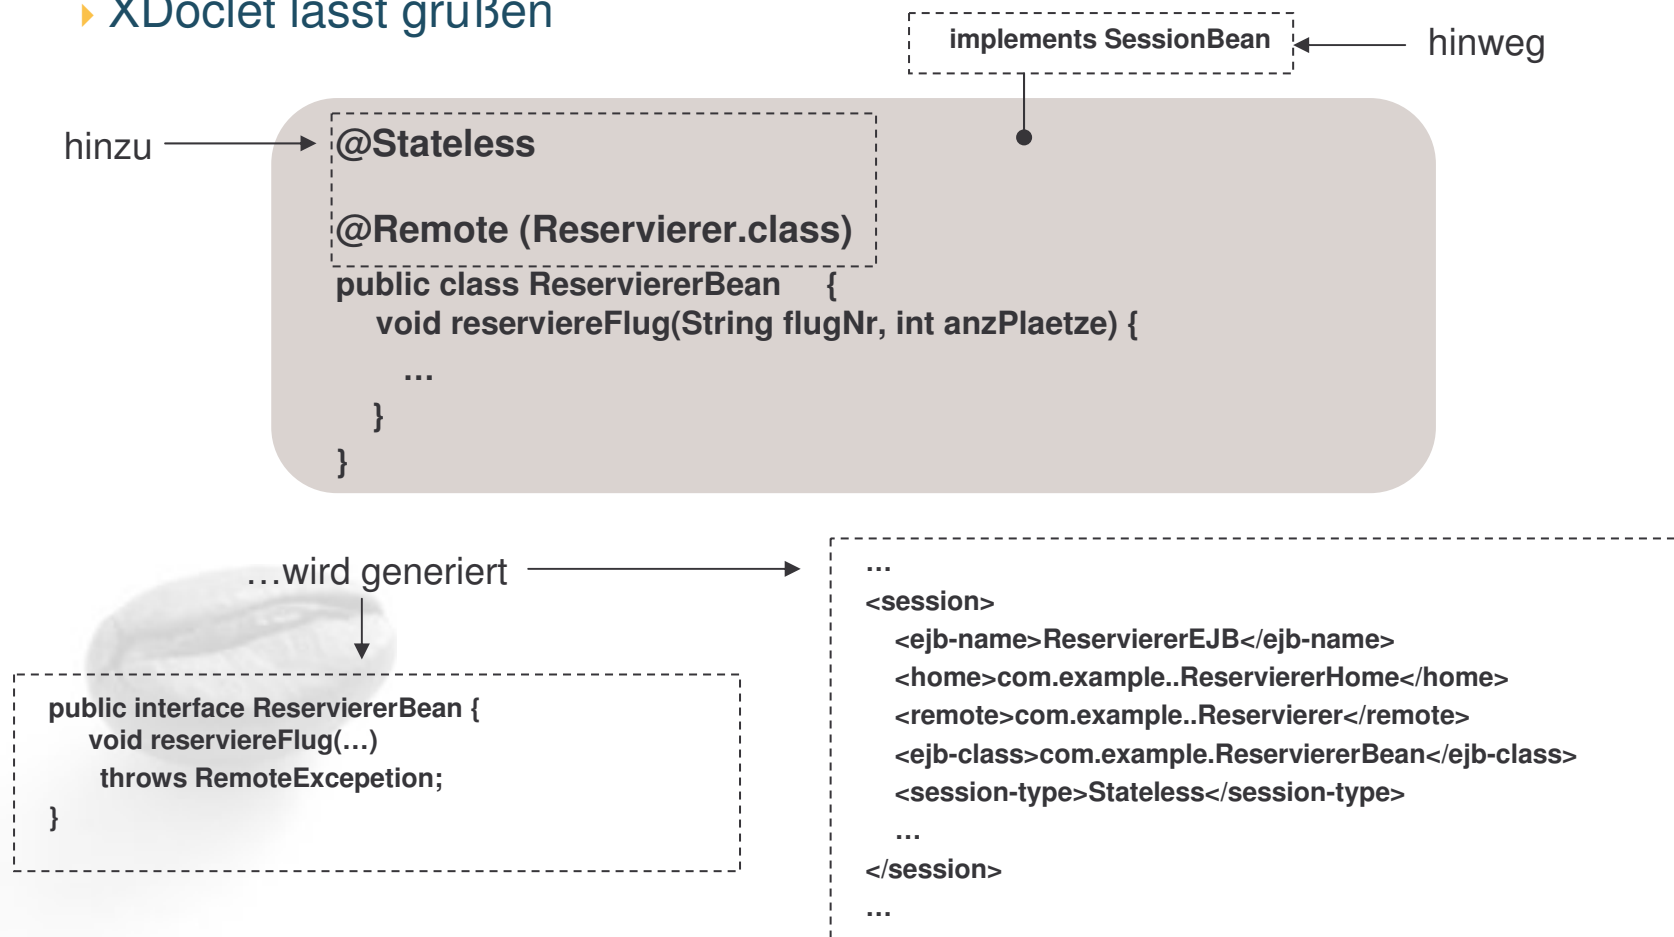 XDoclet lässt grüßen
implements SessionBean
hinweg
hinzu
@Stateless
@Remote (Reservierer.class)
public class ReserviererBean {
void reserviereFlug(String flugNr, int anzPlaetze) {
…
}
}
…wird generiert
public interface ReserviererBean {
void reserviereFlug(…)
throws RemoteExcepetion;
}
…
<session>
<ejb-name>ReserviererEJB</ejb-name>
<home>com.example..ReserviererHome</home>
<remote>com.example..Reservierer</remote>
<ejb-class>com.example.ReserviererBean</ejb-class>
<session-type>Stateless</session-type>
…
</session>
…